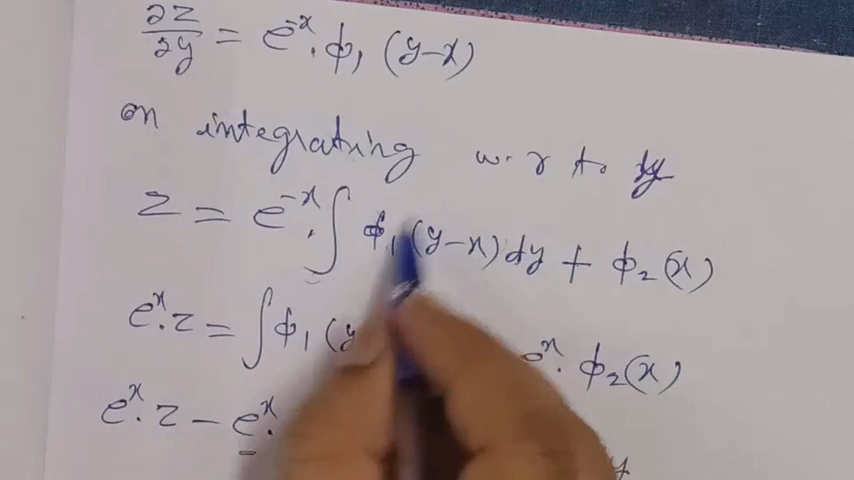 ∂z/∂y = e^-x . ϕ₁ (y-x)
on integrating w.r to y
z = e^-x . ∫ ϕ₁ (y-x) dy + ϕ₂ (x)
e^x . z = ∫ ϕ₁ (y e^x . ϕ₂ (x)
e^x . z - e^x .